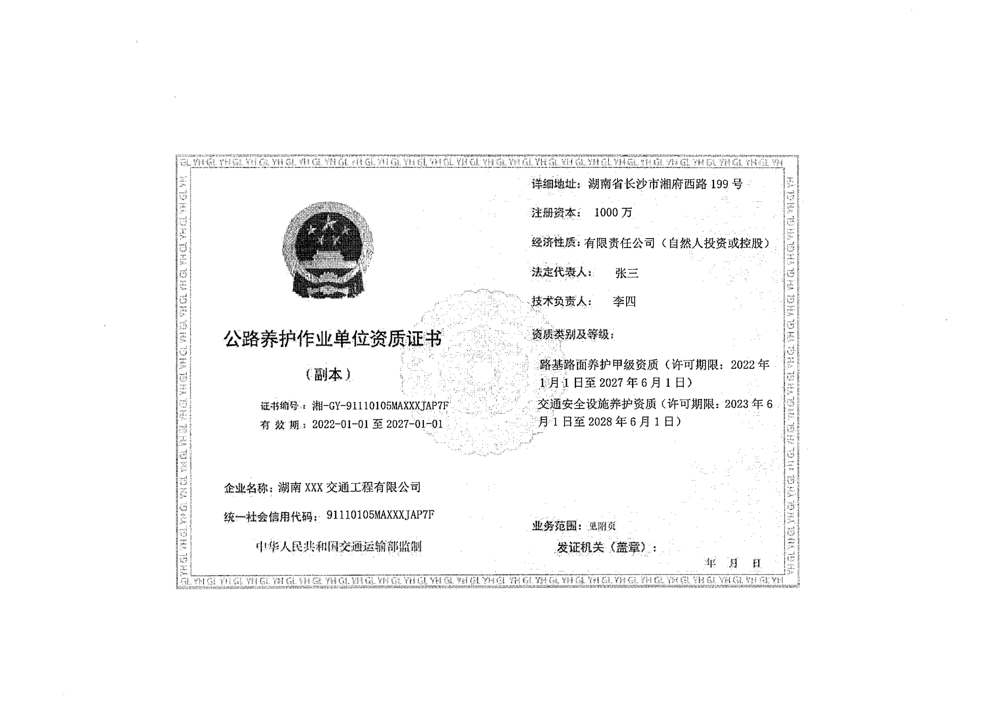 公路养护作业单位资质证书
（副本）
证书编号：湘-GY-91110105MAXXXJAP7F
有 效 期：2022-01-01 至 2027-01-01
企业名称：湖南 XXX 交通工程有限公司
统一社会信用代码：91110105MAXXXJAP7F
中华人民共和国交通运输部监制
详细地址：湖南省长沙市湘府西路 199 号
注册资本： 1000 万
经济性质：有限责任公司（自然人投资或控股）
法定代表人： 张三
技术负责人： 李四
资质类别及等级：
路基路面养护甲级资质（许可期限：2022 年
1 月 1 日至 2027 年 6 月 1 日）
交通安全设施养护资质（许可期限：2023 年 6
月 1 日至 2028 年 6 月 1 日）
业务范围：见附页
发证机关（盖章）：
年 月 日